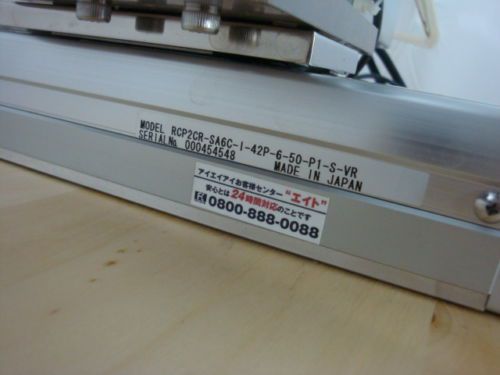 MODEL RCP2CR-SA6C-I-42P-6-50-P1-S-VR
SERIALNo 000454548 MADE IN JAPAN
アイエイアイお客様センター "エイト"
安心とは24時間対応のことです
0800-888-0088